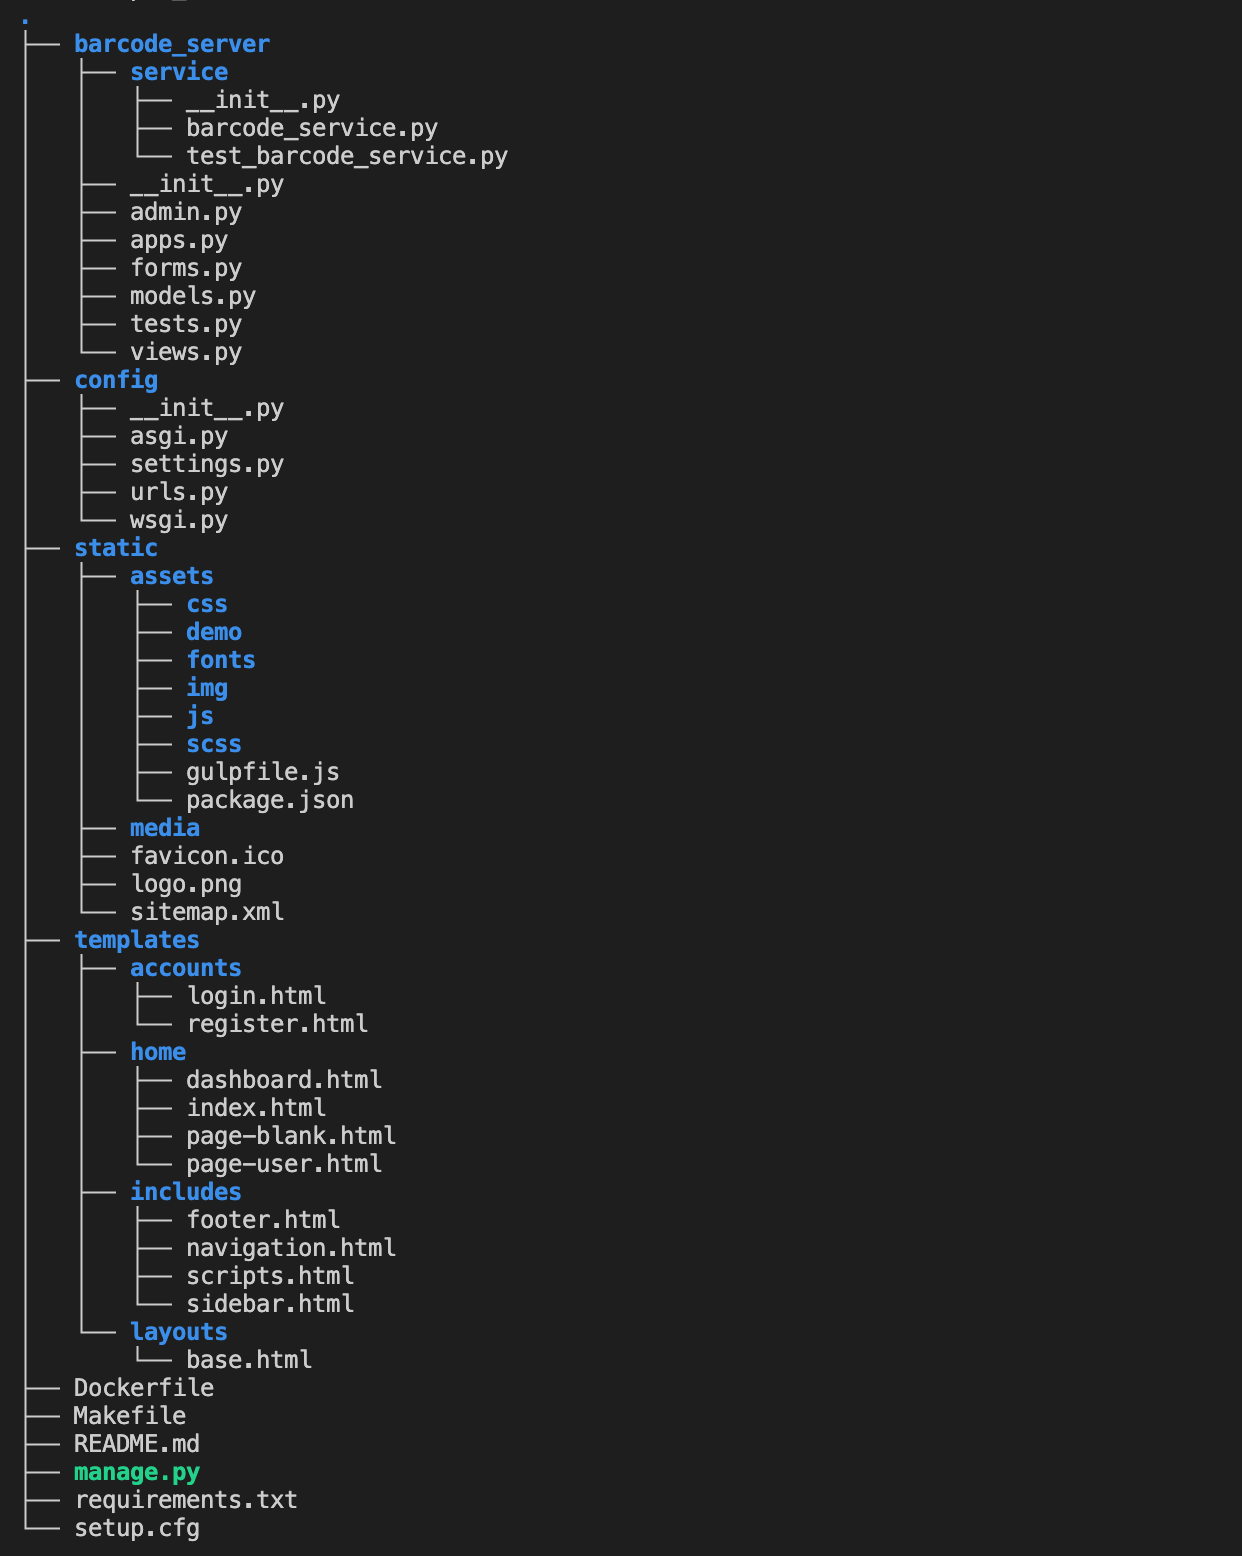 .
├── barcode_server
│   ├── service
│   │   ├── __init__.py
│   │   ├── barcode_service.py
│   │   └── test_barcode_service.py
│   ├── __init__.py
│   ├── admin.py
│   ├── apps.py
│   ├── forms.py
│   ├── models.py
│   ├── tests.py
│   └── views.py
├── config
│   ├── __init__.py
│   ├── asgi.py
│   ├── settings.py
│   ├── urls.py
│   └── wsgi.py
├── static
│   ├── assets
│   │   ├── css
│   │   ├── demo
│   │   ├── fonts
│   │   ├── img
│   │   ├── js
│   │   ├── scss
│   │   ├── gulpfile.js
│   │   └── package.json
│   ├── media
│   ├── favicon.ico
│   ├── logo.png
│   └── sitemap.xml
├── templates
│   ├── accounts
│   │   ├── login.html
│   │   └── register.html
│   ├── home
│   │   ├── dashboard.html
│   │   ├── index.html
│   │   ├── page-blank.html
│   │   └── page-user.html
│   ├── includes
│   │   ├── footer.html
│   │   ├── navigation.html
│   │   ├── scripts.html
│   │   └── sidebar.html
│   └── layouts
│       └── base.html
├── Dockerfile
├── Makefile
├── README.md
├── manage.py
├── requirements.txt
└── setup.cfg